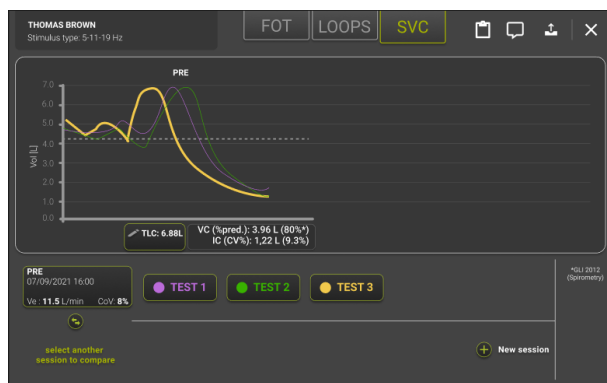 THOMAS BROWN
Stimulus type: 5-11-19 Hz
FOT
LOOPS
SVC
PRE
Vol [L]
7.0
6.0
5.0
4.0
3.0
2.0
1.0
0.0
TLC: 6.88L
VC (%pred.): 3.96 L (80%*)
IC (CV%): 1,22 L (9.3%)
PRE
07/09/2021 16:00
Ve : 11.5 L/min CoV: 8%
TEST 1
TEST 2
TEST 3
*GLI 2012
(Spirometry)
select another
session to compare
New session